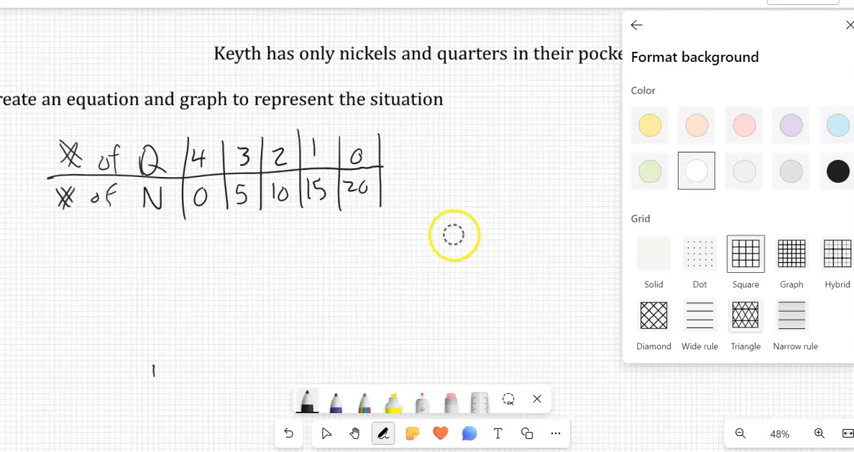 Keyth has only nickels and quarters in their
reate an equation and graph to represent the situation
# of Q 4 3 2 1 0
# of N 0 5 10 15 20
Format background
Color
Grid
Solid Dot Square Graph Hybrid
Diamond Wide rule Triangle Narrow rule
48%